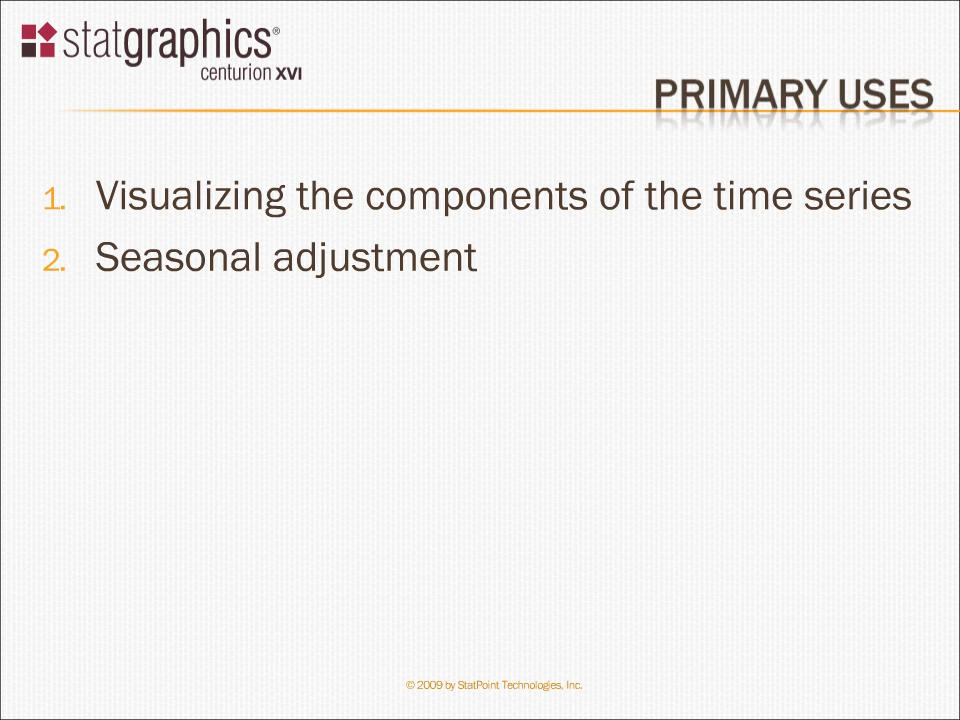 statgraphics®
centurion XVI
PRIMARY USES
1. Visualizing the components of the time series
2. Seasonal adjustment
© 2009 by StatPoint Technologies, Inc.